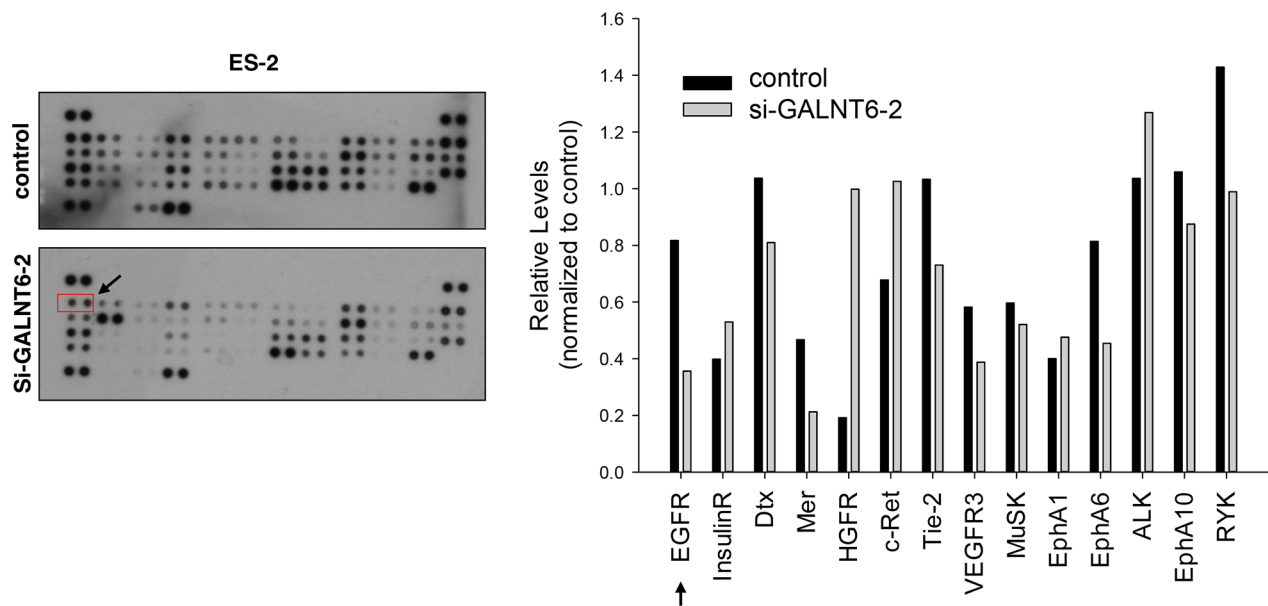 ES-2
control
Si-GALNT6-2
Relative Levels
(normalized to control)
1.6
1.4
1.2
1.0
0.8
0.6
0.4
0.2
0.0
control
si-GALNT6-2
EGFR
InsulinR
Dtx
Mer
HGFR
c-Ret
Tie-2
VEGFR3
MuSK
EphA1
EphA6
ALK
EphA10
RYK